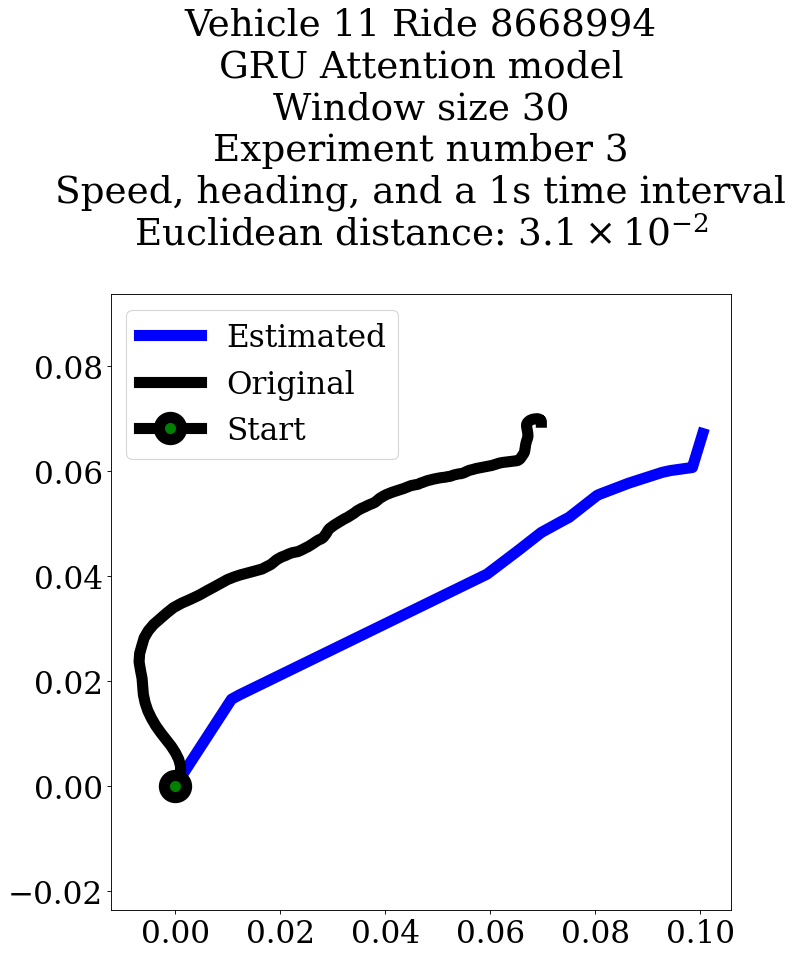 Vehicle 11 Ride 8668994
GRU Attention model
Window size 30
Experiment number 3
Speed, heading, and a 1s time interval
Euclidean distance: 3.1 × 10⁻²
Estimated
Original
Start
0.08
0.06
0.04
0.02
0.00
−0.02
0.00 0.02 0.04 0.06 0.08 0.10